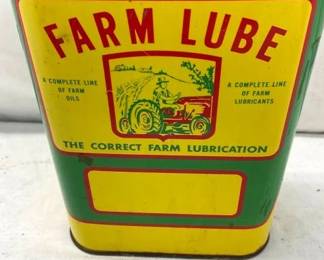 FARM LUBE
A COMPLETE LINE
OF FARM
OILS
A COMPLETE LINE
OF FARM
LUBRICANTS
THE CORRECT FARM LUBRICATION